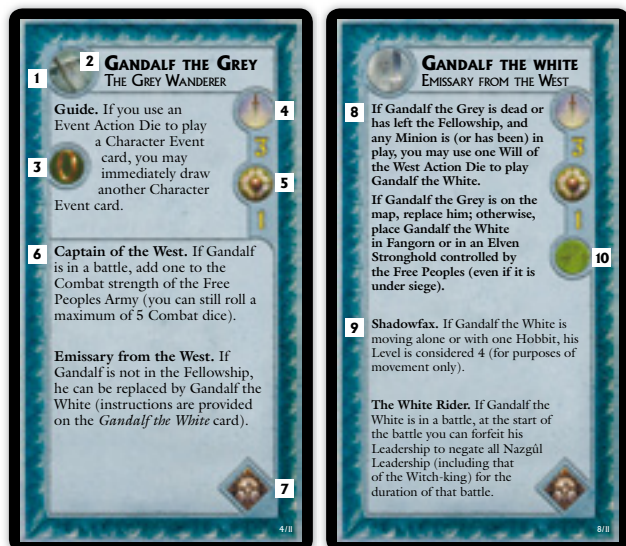 2
GANDALF THE GREY
1
THE GREY WANDERER
Guide. If you use an
Event Action Die to play
a Character Event
card, you may
immediately draw
another Character
Event card.
3
4
3
5
1
6
Captain of the West. If Gandalf
is in a battle, add one to the
Combat strength of the Free
Peoples Army (you can still roll a
maximum of 5 Combat dice).
Emissary from the West. If
Gandalf is not in the Fellowship,
he can be replaced by Gandalf the
White (instructions are provided
on the Gandalf the White card).
7
4/11
GANDALF THE WHITE
EMISSARY FROM THE WEST
8
If Gandalf the Grey is dead or
has left the Fellowship, and
any Minion is (or has been) in
play, you may use one Will of
the West Action Die to play
Gandalf the White.
If Gandalf the Grey is on the
map, replace him; otherwise,
place Gandalf the White
in Fangorn or in an Elven
Stronghold controlled by
the Free Peoples (even if it is
under siege).
3
1
10
9
Shadowfax. If Gandalf the White is
moving alone or with one Hobbit, his
Level is considered 4 (for purposes of
movement only).
The White Rider. If Gandalf the
White is in a battle, at the start of
the battle you can forfeit his
Leadership to negate all Nazgûl
Leadership (including that
of the Witch-king) for the
duration of that battle.
8/11